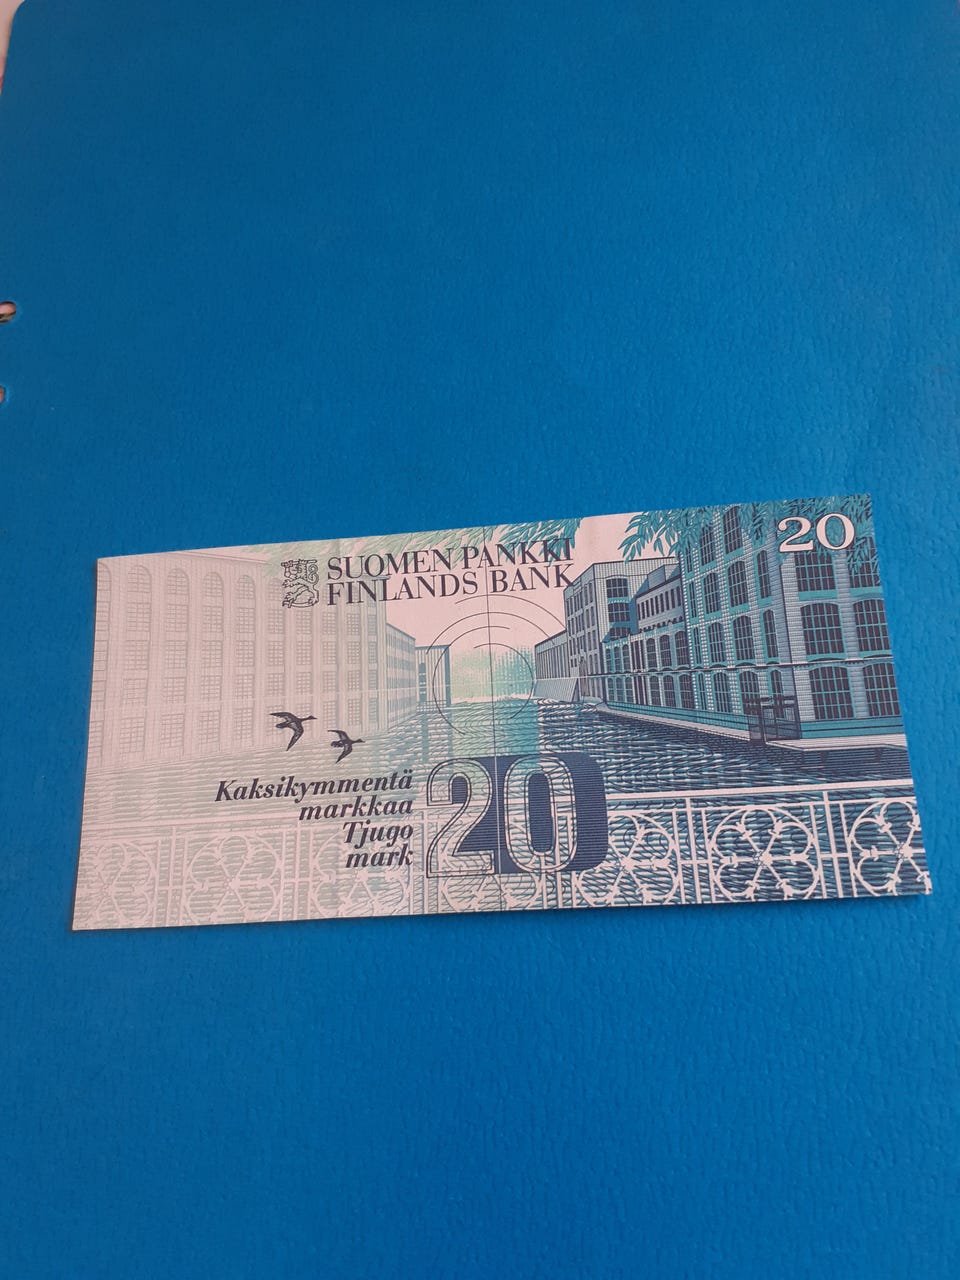 SUOMEN PANKKI
FINLANDS BANK
20
Kaksikymmentä
markkaa
Tjugo
mark
20